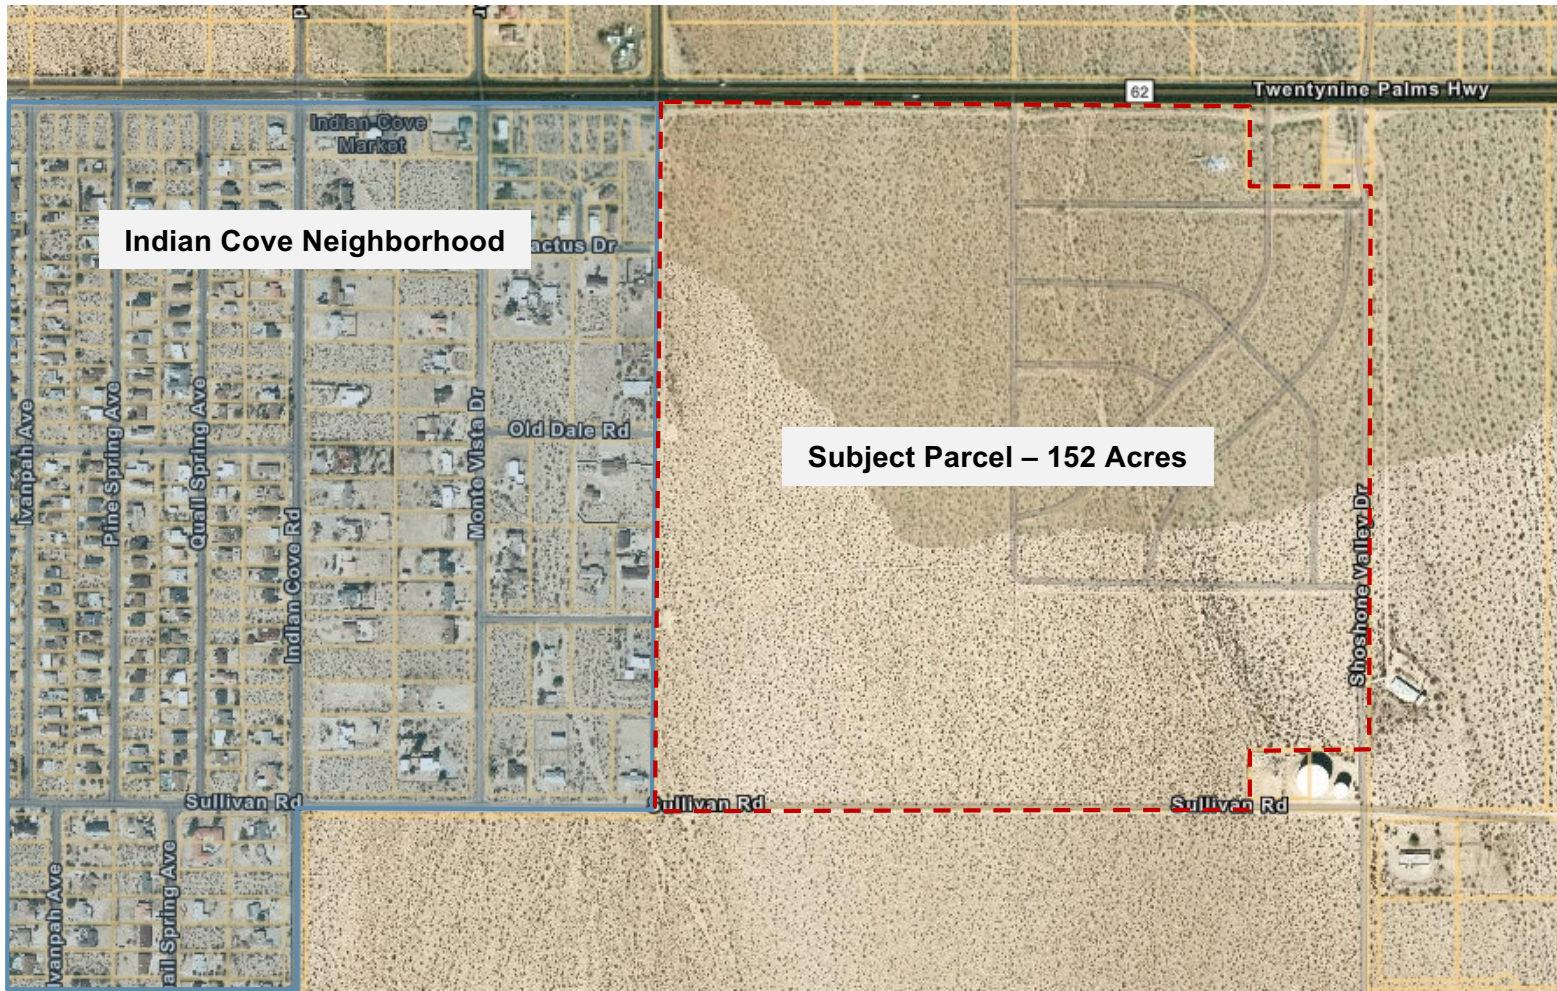 d
r
62
Twentynine Palms Hwy
Indian Cove
Market
Indian Cove Neighborhood
actus Dr
Old Dale Rd
Subject Parcel – 152 Acres
Ivanpah Ave
Pine Spring Ave
Quail Spring Ave
Indian Cove Rd
Monte Vista Dr
Shoshone Valley Dr
Sullivan Rd
Sullivan Rd
Sullivan Rd
Ivanpah Ave
ail Spring Ave